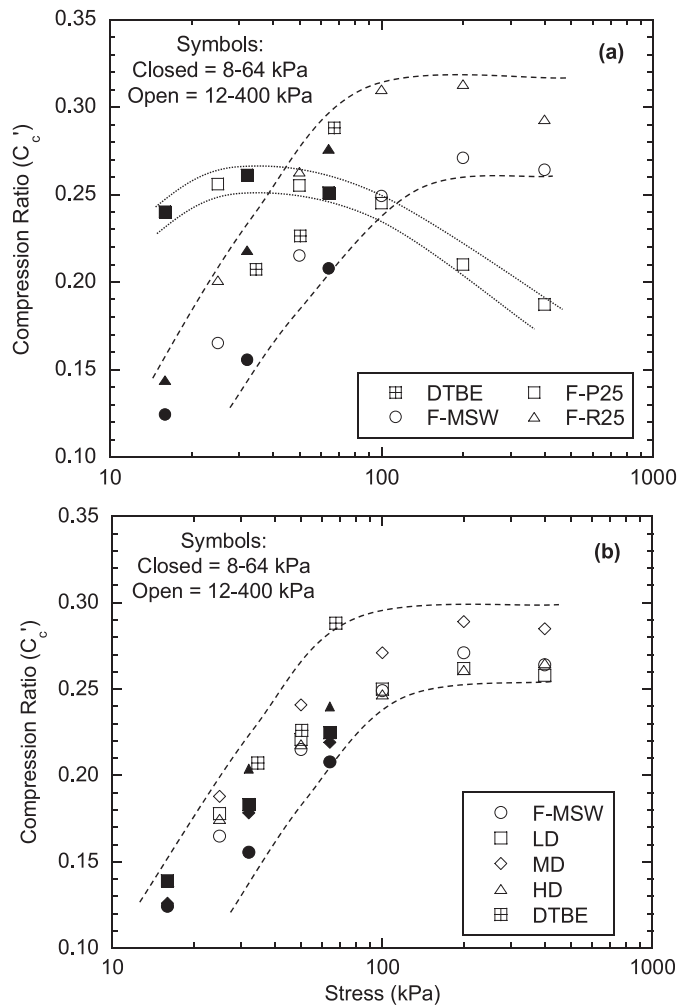 Symbols:
Closed = 8-64 kPa
Open = 12-400 kPa
(a)
0.35
0.30
0.25
0.20
0.15
0.10
Compression Ratio (Cc')
DTBE
F-P25
F-MSW
F-R25
10
100
1000
Symbols:
Closed = 8-64 kPa
Open = 12-400 kPa
(b)
0.35
0.30
0.25
0.20
0.15
0.10
Compression Ratio (Cc')
F-MSW
LD
MD
HD
DTBE
10
100
1000
Stress (kPa)